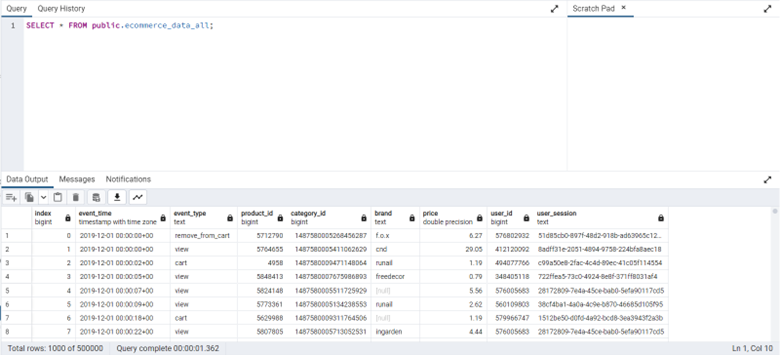 Query Query History
Scratch Pad ×
1 SELECT * FROM public.ecommerce_data_all;
Data Output Messages Notifications
index event_time event_type product_id category_id brand price user_id user_session
bigint timestamp with time zone text bigint bigint text double precision bigint text
1 0 2019-12-01 00:00:00+00 remove_from_cart 5712790 1487580005268456287 f.o.x 6.27 576802932 51d85cb0-897f-48d2-918b-ad63965c12...
2 1 2019-12-01 00:00:00+00 view 5764655 1487580005411062629 cnd 29.05 412120092 8adff31e-2051-4894-9758-224bfa8aec18
3 2 2019-12-01 00:00:02+00 cart 4958 1487580009471148064 runail 1.19 494077766 c99a50e8-2fac-4c4d-89ec-41c05f114554
4 3 2019-12-01 00:00:05+00 view 5848413 1487580007675986893 freedecor 0.79 348405118 722ffea5-73c0-4924-8e8f-371ff8031af4
5 4 2019-12-01 00:00:07+00 view 5824148 1487580005511725929 [null] 5.56 576005683 28172809-7e4a-45ce-bab0-5efa90117cd5
6 5 2019-12-01 00:00:09+00 view 5773361 1487580005134238553 runail 2.62 560109803 38cf4ba1-4a0a-4c9e-b870-46685d105f95
7 6 2019-12-01 00:00:18+00 cart 5629988 1487580009311764506 [null] 1.19 579966747 1512be50-d0fd-4a92-bcd8-3ea3943f2a3b
8 7 2019-12-01 00:00:22+00 view 5807805 1487580005713052531 ingarden 4.44 576005683 28172809-7e4a-45ce-bab0-5efa90117cd5
Total rows: 1000 of 500000 Query complete 00:00:01.362 Ln 1, Col 10